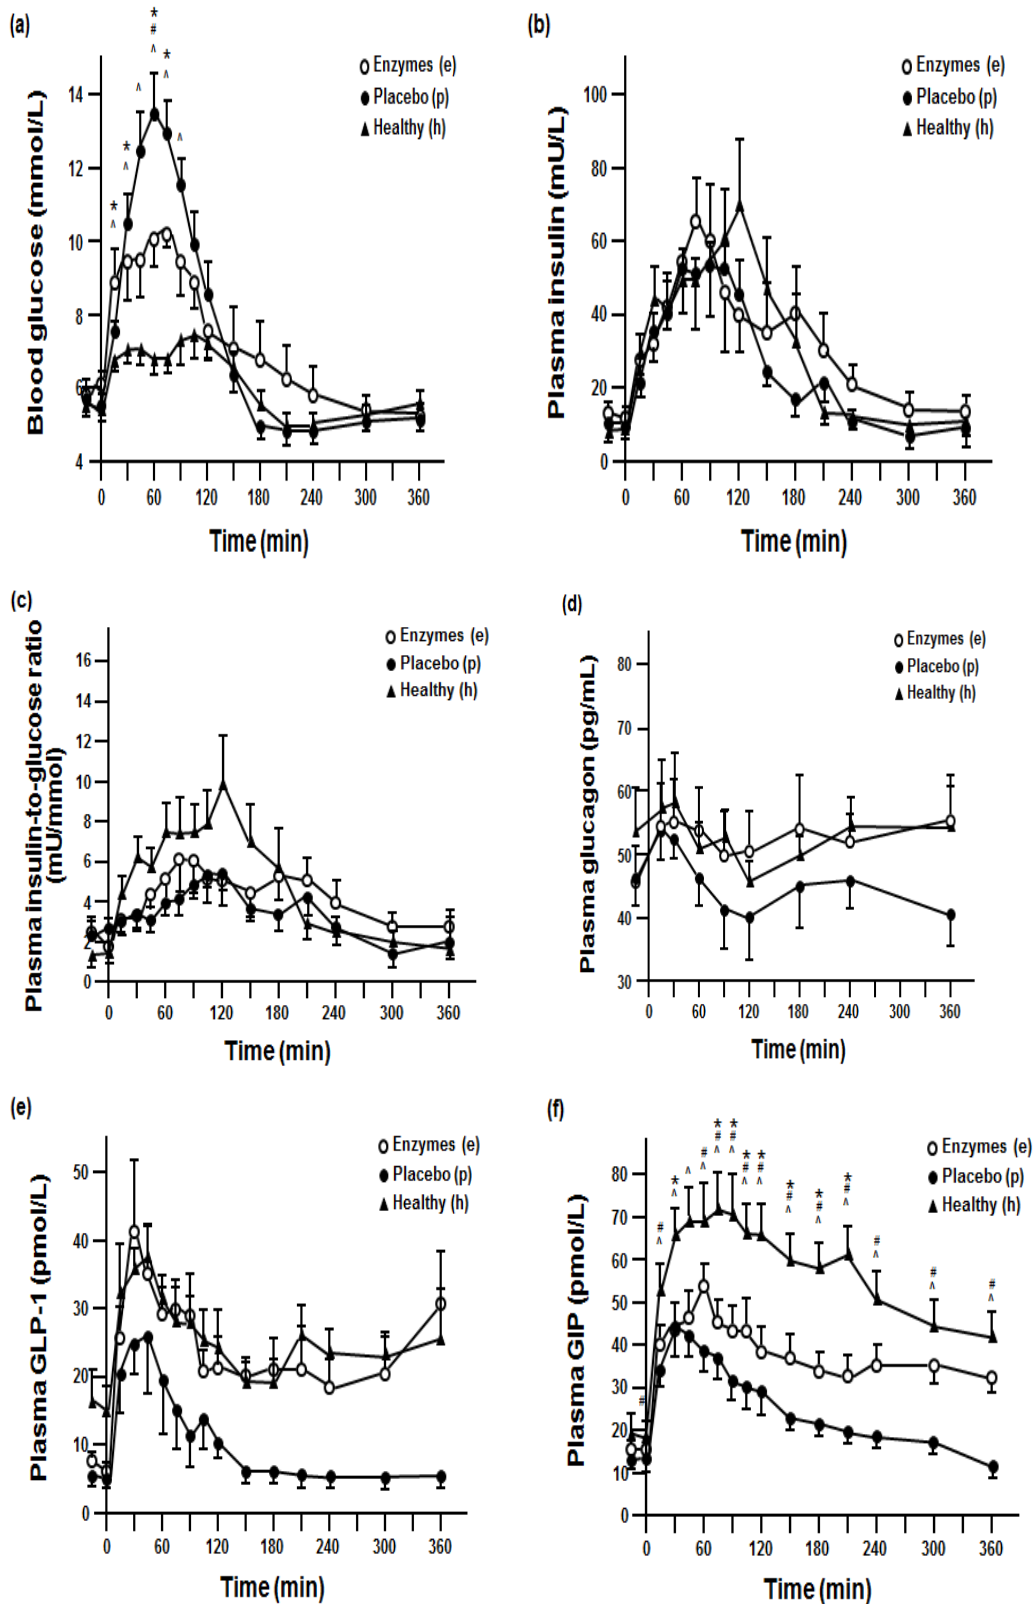 (a)
*
#
^
*
^
^
^
*
^
*
^
Enzymes (e)
Placebo (p)
Healthy (h)
Blood glucose (mmol/L)
14
12
10
8
6
4
0 60 120 180 240 300 360
Time (min)
(b)
Enzymes (e)
Placebo (p)
Healthy (h)
Plasma insulin (mU/L)
100
80
60
40
20
0
0 60 120 180 240 300 360
Time (min)
(c)
Enzymes (e)
Placebo (p)
Healthy (h)
Plasma insulin-to-glucose ratio
(mU/mmol)
16
14
12
10
8
6
4
2
0
0 60 120 180 240 300 360
Time (min)
(d)
Enzymes (e)
Placebo (p)
Healthy (h)
Plasma glucagon (pg/mL)
80
70
60
50
40
30
0 60 120 180 240 300 360
Time (min)
(e)
Enzymes (e)
Placebo (p)
Healthy (h)
Plasma GLP-1 (pmol/L)
50
40
30
20
10
0
0 60 120 180 240 300 360
Time (min)
(f)
Enzymes (e)
Placebo (p)
Healthy (h)
# # * ^ # * * * * * * * # # #
^ ^ ^ # # # # # # # ^ ^ ^
^ ^ ^ ^ ^ ^ ^
Plasma GIP (pmol/L)
80
70
60
50
40
30
20
10
0
0 60 120 180 240 300 360
Time (min)